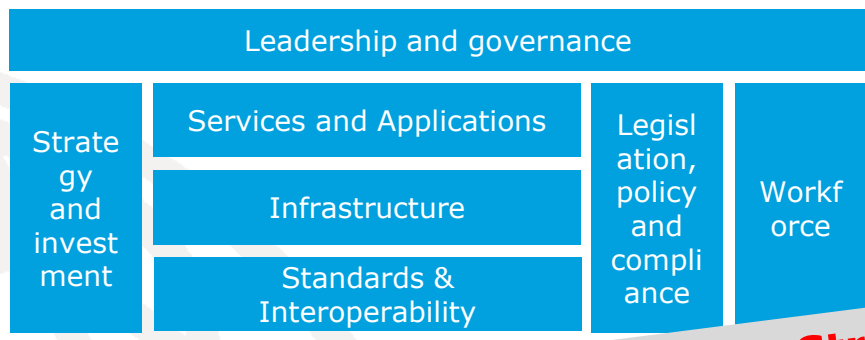 Leadership and governance
Strate
gy
and
invest
ment
Services and Applications
Infrastructure
Standards &
Interoperability
Legisl
ation,
policy
and
compli
ance
Workf
orce